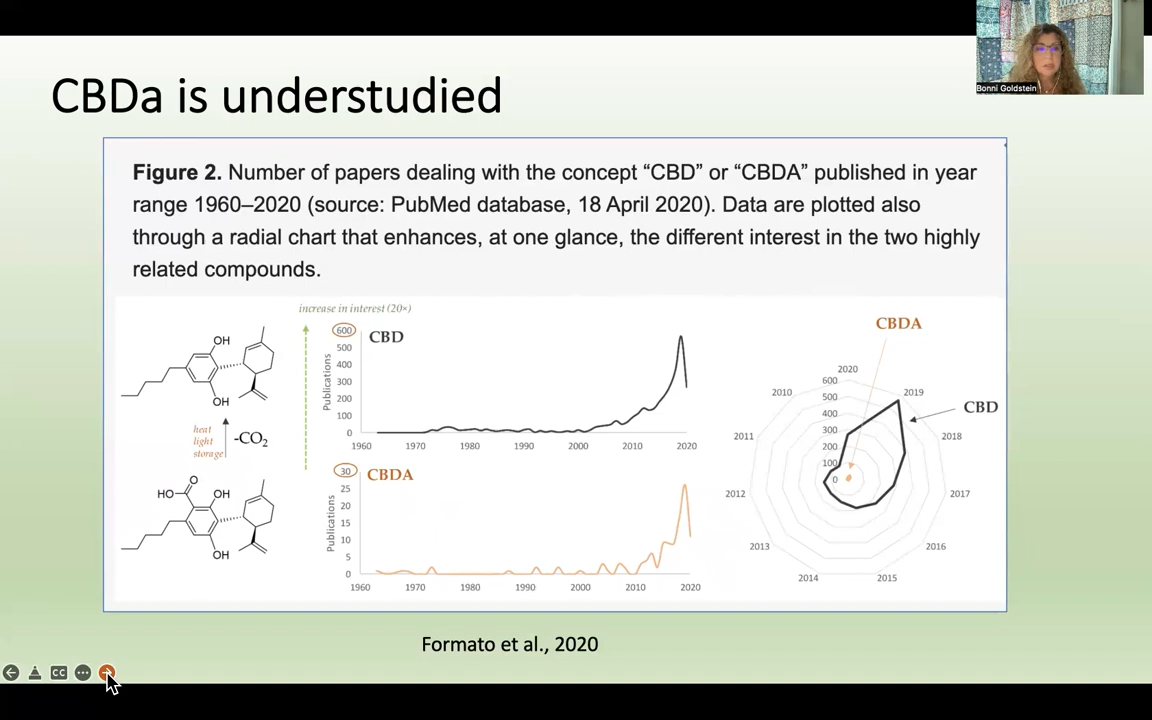 Bonni Goldstein
CBDa is understudied
Figure 2. Number of papers dealing with the concept “CBD” or “CBDA” published in year
range 1960–2020 (source: PubMed database, 18 April 2020). Data are plotted also
through a radial chart that enhances, at one glance, the different interest in the two highly
related compounds.
increase in interest (20×)
OH
OH
heat
light
storage
-CO2
HO
O
OH
OH
CBD
Publications
600
500
400
300
200
100
0
1960
1970
1980
1990
2000
2010
2020
CBDA
Publications
30
25
20
15
10
5
0
1960
1970
1980
1990
2000
2010
2020
CBDA
CBD
2020
2019
2018
2017
2016
2015
2014
2013
2012
2011
2010
600
500
400
300
200
100
0
Formato et al., 2020
CC